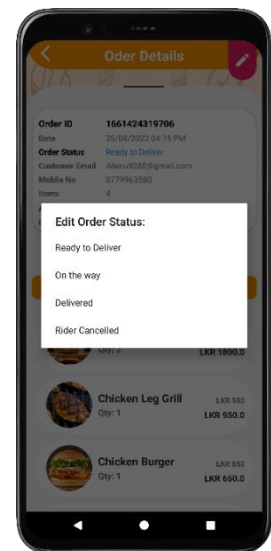 Oder Details
Order ID 1661424319706
Date 25/08/2022 04:15 PM
Order Status Ready to Deliver
Customer Email
Mobile No 0779963580
Items 4
Edit Order Status:
Ready to Deliver
On the way
Delivered
Rider Cancelled
Qty: 2 LKR 1800.0
Chicken Leg Grill LKR 950
Qty: 1 LKR 950.0
Chicken Burger LKR 650
Qty: 1 LKR 650.0